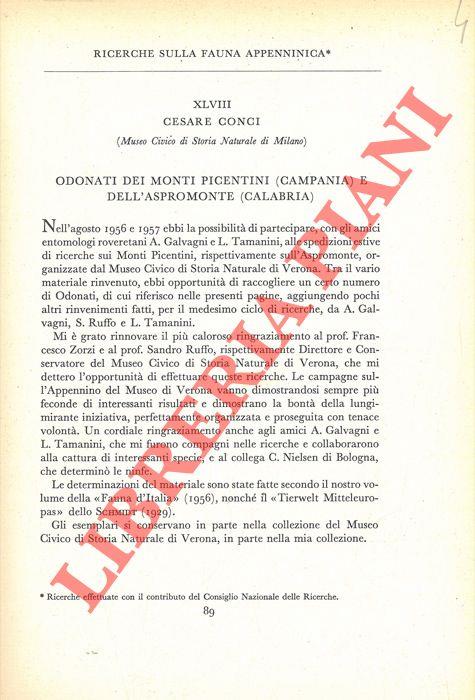 4
RICERCHE SULLA FAUNA APPENNINICA*
XLVIII
CESARE CONCI
(Museo Civico di Storia Naturale di Milano)
ODONATI DEI MONTI PICENTINI (CAMPANIA) E
DELL'ASPROMONTE (CALABRIA)
Nell'agosto 1956 e 1957 ebbi la possibilità di partecipare, con gli amici
entomologi roveretani A. Galvagni e L. Tamanini, alle spedizioni estive
di ricerche sui Monti Picentini, rispettivamente sull'Aspromonte, or-
ganizzate dal Museo Civico di Storia Naturale di Verona. Tra il vario
materiale rinvenuto, ebbi opportunità di raccogliere un certo numero
di Odonati, di cui riferisco nelle presenti pagine, aggiungendo pochi
altri rinvenimenti fatti, per il medesimo ciclo di ricerche, da A. Gal-
vagni, S. Ruffo e L. Tamanini.
Mi è grato rinnovare il più caloroso ringraziamento al prof. Fran-
cesco Zorzi e al prof. Sandro Ruffo, rispettivamente Direttore e Con-
servatore del Museo Civico di Storia Naturale di Verona, che mi
dettero l'opportunità di effettuare queste ricerche. Le campagne sul-
l'Appennino del Museo di Verona vanno dimostrandosi sempre più
feconde di interessanti risultati e dimostrano la bontà della lungi-
mirante iniziativa, perfettamente organizzata e proseguita con tenace
volontà. Un cordiale ringraziamento anche agli amici A. Galvagni e
L. Tamanini, che mi furono compagni nelle ricerche e collaborarono
alla cattura di interessanti specie, e al collega C. Nielsen di Bologna,
che determinò le ninfe.
Le determinazioni del materiale sono state fatte secondo il nostro vo-
lume della «Fauna d'Italia» (1956), nonché il «Tierwelt Mitteleuro-
pas» dello SCHMIDT (1929).
Gli esemplari si conservano in parte nella collezione del Museo
Civico di Storia Naturale di Verona, in parte nella mia collezione.
* Ricerche effettuate con il contributo del Consiglio Nazionale delle Ricerche.
89
LIBRERIA PIANI